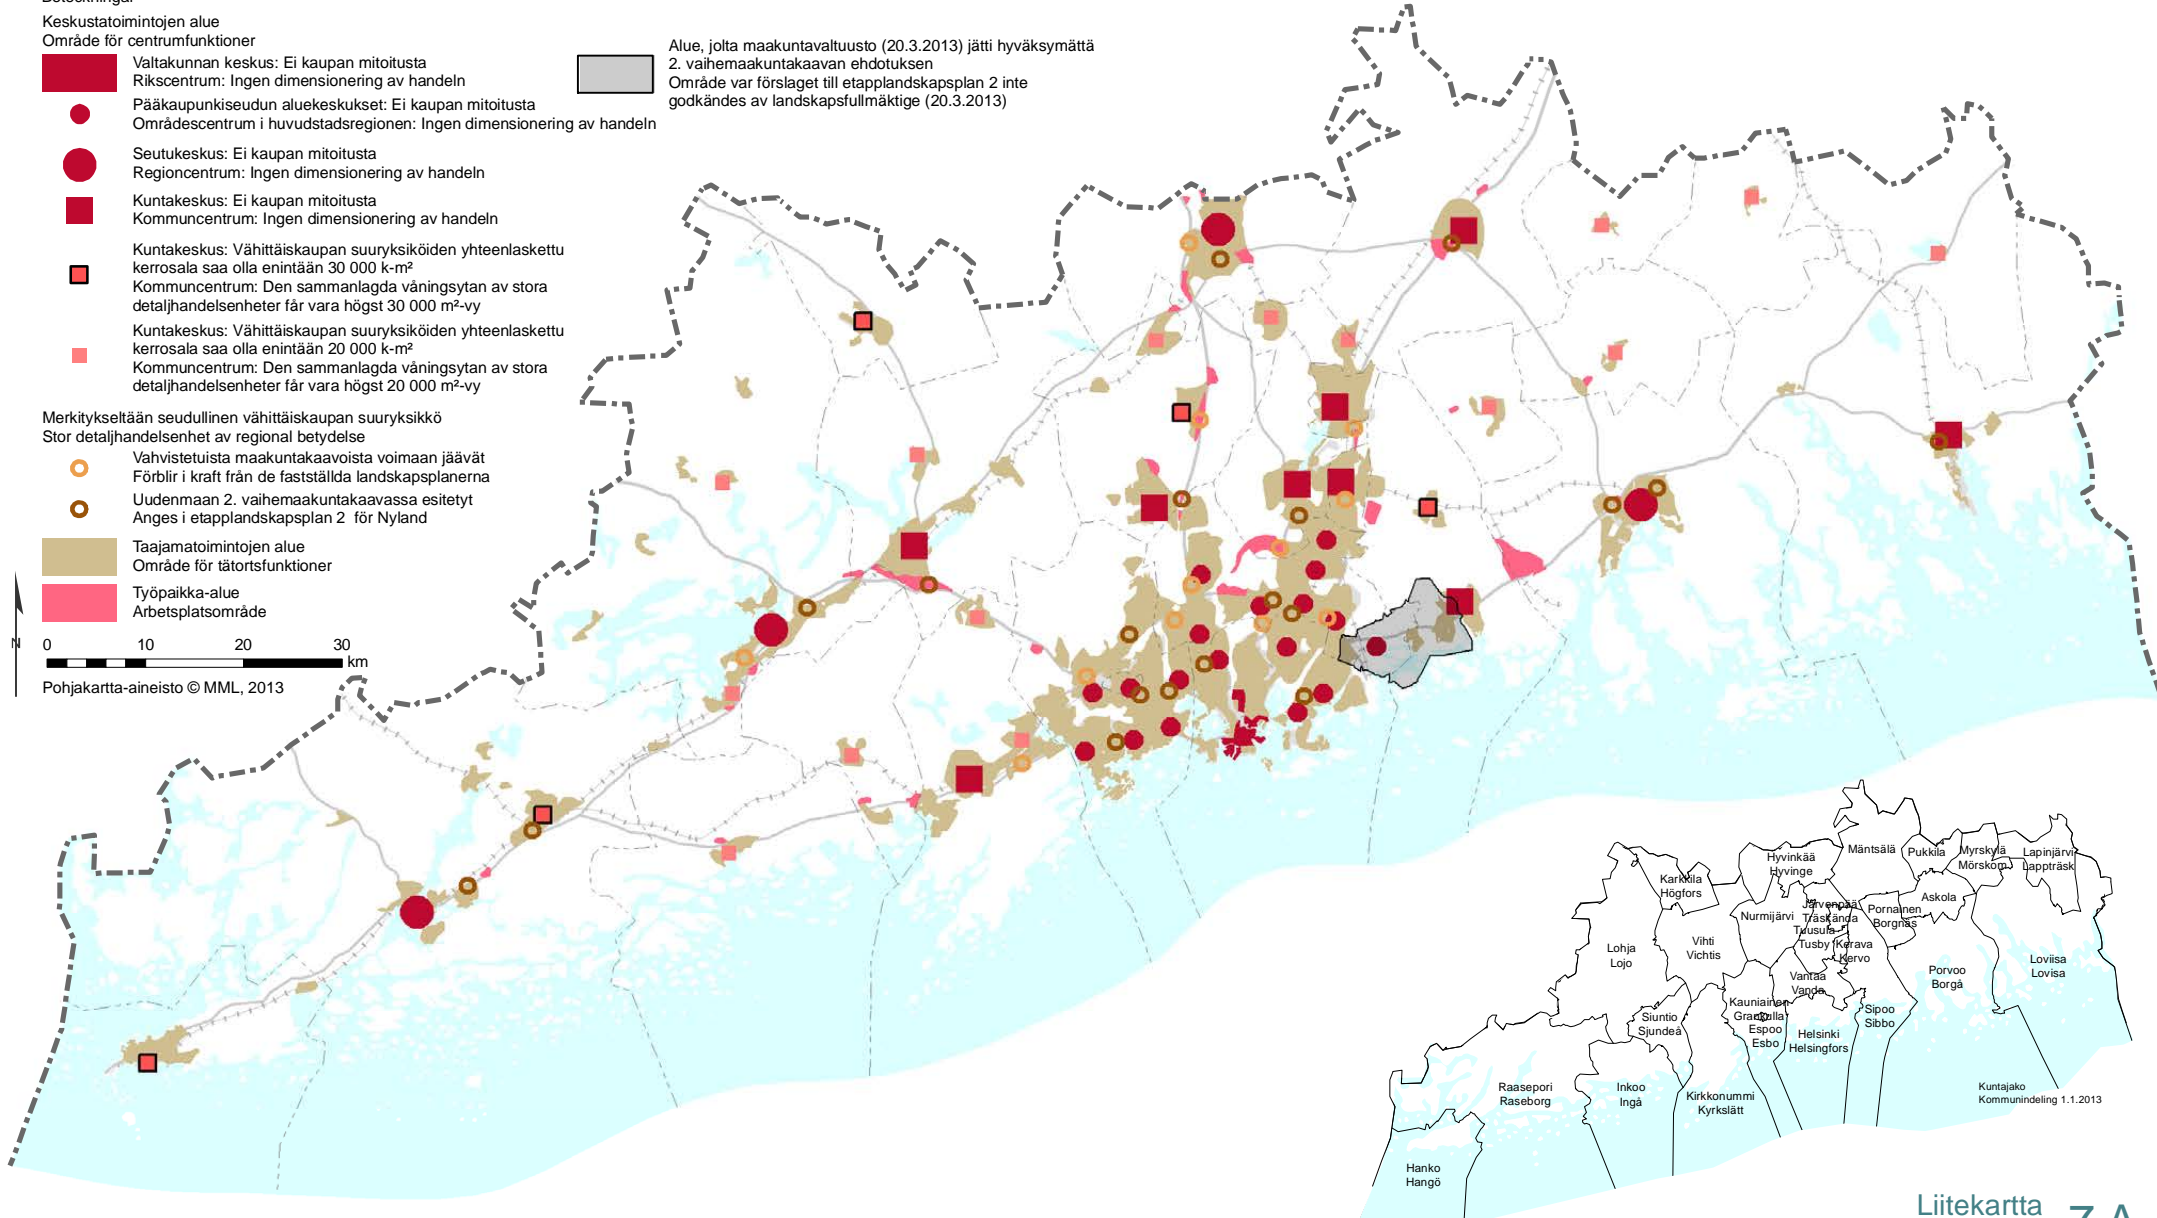 Beteckningar
Keskustatoimintojen alue
Område för centrumfunktioner
Valtakunnan keskus: Ei kaupan mitoitusta
Rikscentrum: Ingen dimensionering av handeln
Pääkaupunkiseudun aluekeskukset: Ei kaupan mitoitusta
Områdescentrum i huvudstadsregionen: Ingen dimensionering av handeln
Seutukeskus: Ei kaupan mitoitusta
Regioncentrum: Ingen dimensionering av handeln
Kuntakeskus: Ei kaupan mitoitusta
Kommuncentrum: Ingen dimensionering av handeln
Kuntakeskus: Vähittäiskaupan suuryksiköiden yhteenlaskettu
kerrosala saa olla enintään 30 000 k-m²
Kommuncentrum: Den sammanlagda våningsytan av stora
detaljhandelsenheter får vara högst 30 000 m²-vy
Kuntakeskus: Vähittäiskaupan suuryksiköiden yhteenlaskettu
kerrosala saa olla enintään 20 000 k-m²
Kommuncentrum: Den sammanlagda våningsytan av stora
detaljhandelsenheter får vara högst 20 000 m²-vy
Merkitykseltään seudullinen vähittäiskaupan suuryksikkö
Stor detaljhandelsenhet av regional betydelse
Vahvistetuista maakuntakaavoista voimaan jäävät
Förblir i kraft från de fastställda landskapsplanerna
Uudenmaan 2. vaihemaakuntakaavassa esitetyt
Anges i etapplandskapsplan 2 för Nyland
Taajamatoimintojen alue
Område för tätortsfunktioner
Työpaikka-alue
Arbetsplatsområde
N
0 10 20 30
km
Pohjakartta-aineisto © MML, 2013
Alue, jolta maakuntavaltuusto (20.3.2013) jätti hyväksymättä
2. vaihemaakuntakaavan ehdotuksen
Område var förslaget till etapplandskapsplan 2 inte
godkändes av landskapsfullmäktige (20.3.2013)
Mäntsälä
Pukkila
Myrskylä
Mörskom
Lapinjärvi
Lappträsk
Hyvinkää
Hyvinge
Karkkila
Högfors
Askola
Järvenpää
Träskända
Pornainen
Borgnäs
Nurmijärvi
Tuusula
Tusby
Kerava
Kervo
Lohja
Lojo
Vihti
Vichtis
Vantaa
Vanda
Porvoo
Borgå
Loviisa
Lovisa
Kauniainen
Grankulla
Espoo
Esbo
Siuntio
Sjundeå
Helsinki
Helsingfors
Sipoo
Sibbo
Raasepori
Raseborg
Inkoo
Ingå
Kirkkonummi
Kyrkslätt
Kuntajako
Kommunindeling 1.1.2013
Hanko
Hangö
Liitekartta
7 A